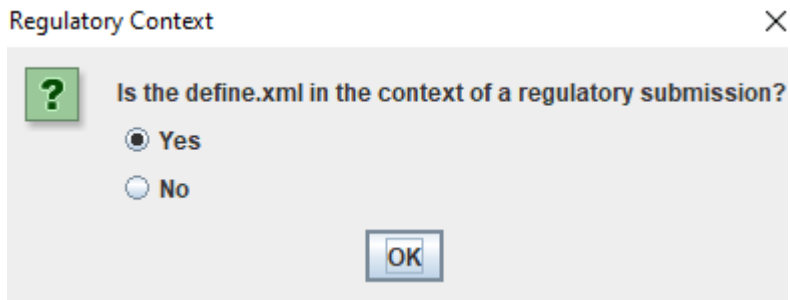 Regulatory Context
Is the define.xml in the context of a regulatory submission?
Yes
No
OK